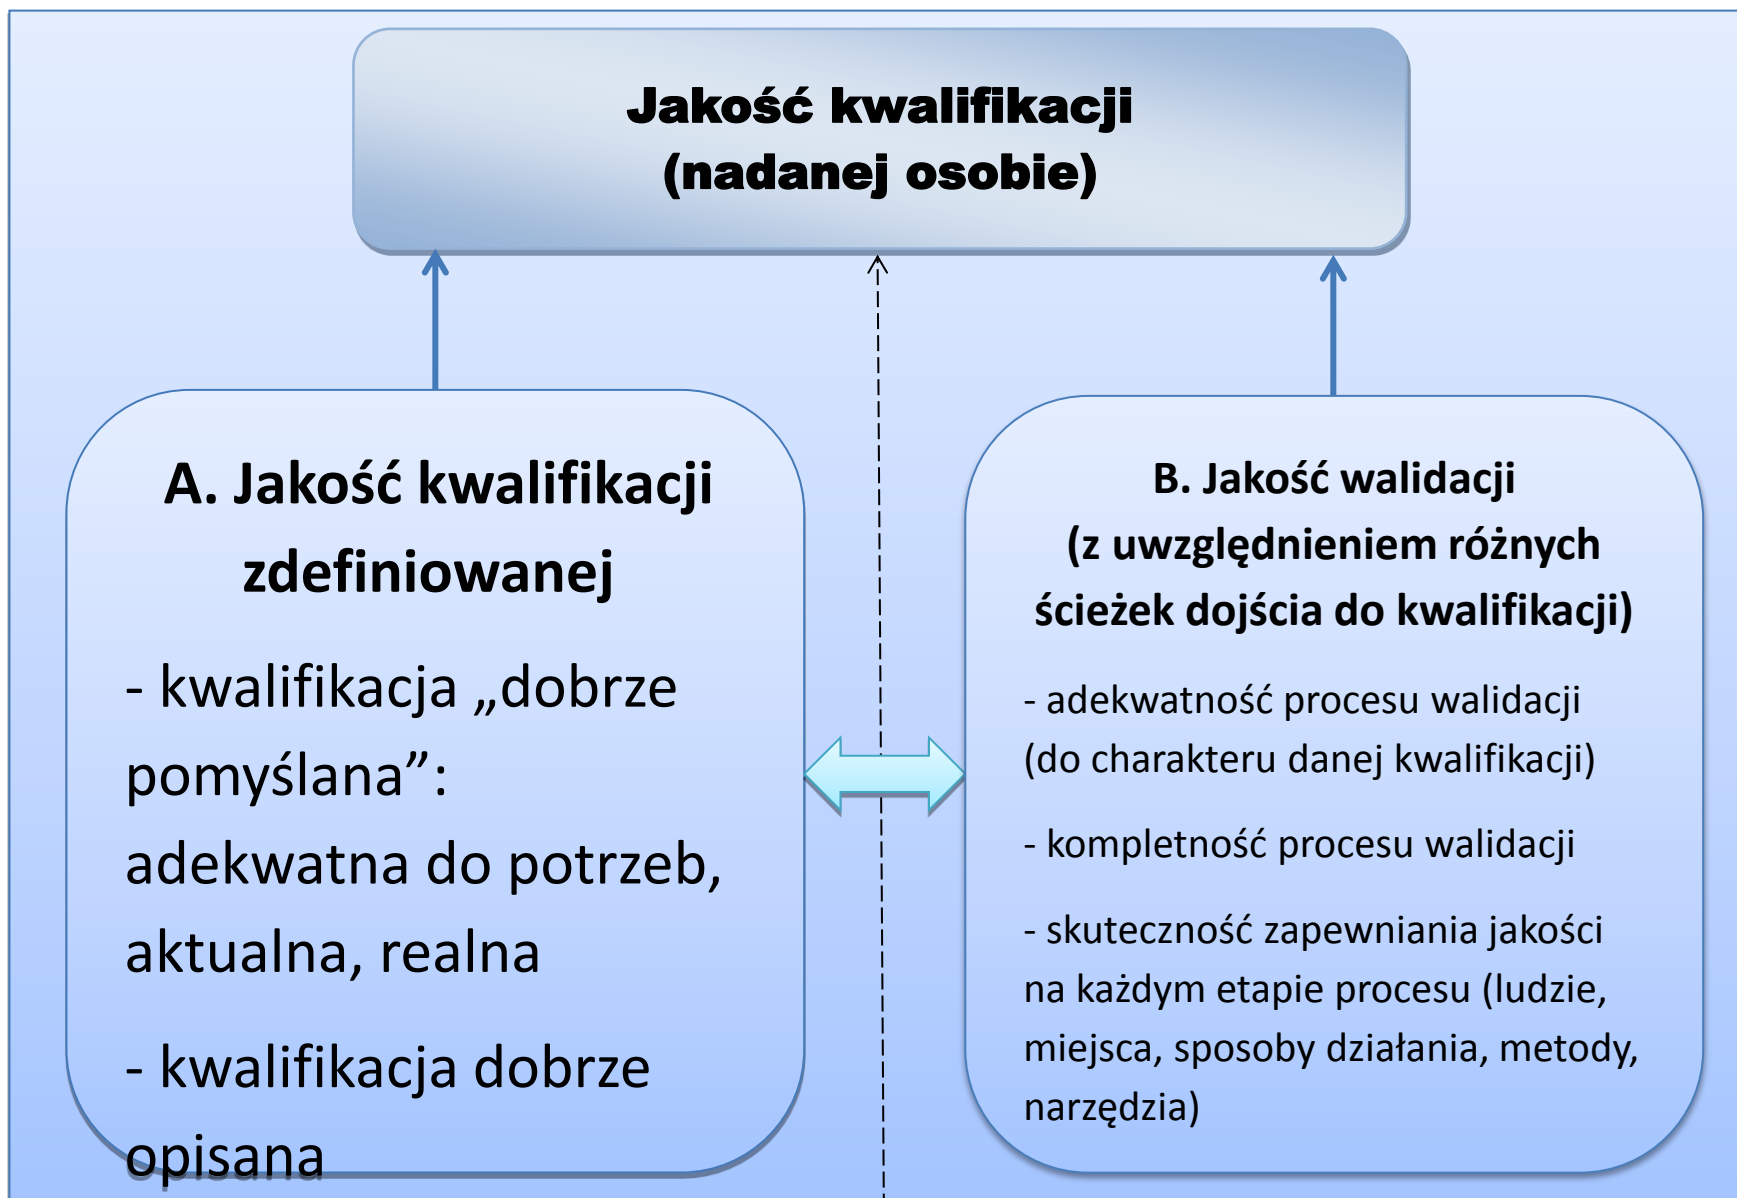 Jakość kwalifikacji
(nadanej osobie)
A. Jakość kwalifikacji
zdefiniowanej
- kwalifikacja „dobrze
pomyślana”:
adekwatna do potrzeb,
aktualna, realna
- kwalifikacja dobrze
opisana
B. Jakość walidacji
(z uwzględnieniem różnych
ścieżek dojścia do kwalifikacji)
- adekwatność procesu walidacji
(do charakteru danej kwalifikacji)
- kompletność procesu walidacji
- skuteczność zapewniania jakości
na każdym etapie procesu (ludzie,
miejsca, sposoby działania, metody,
narzędzia)